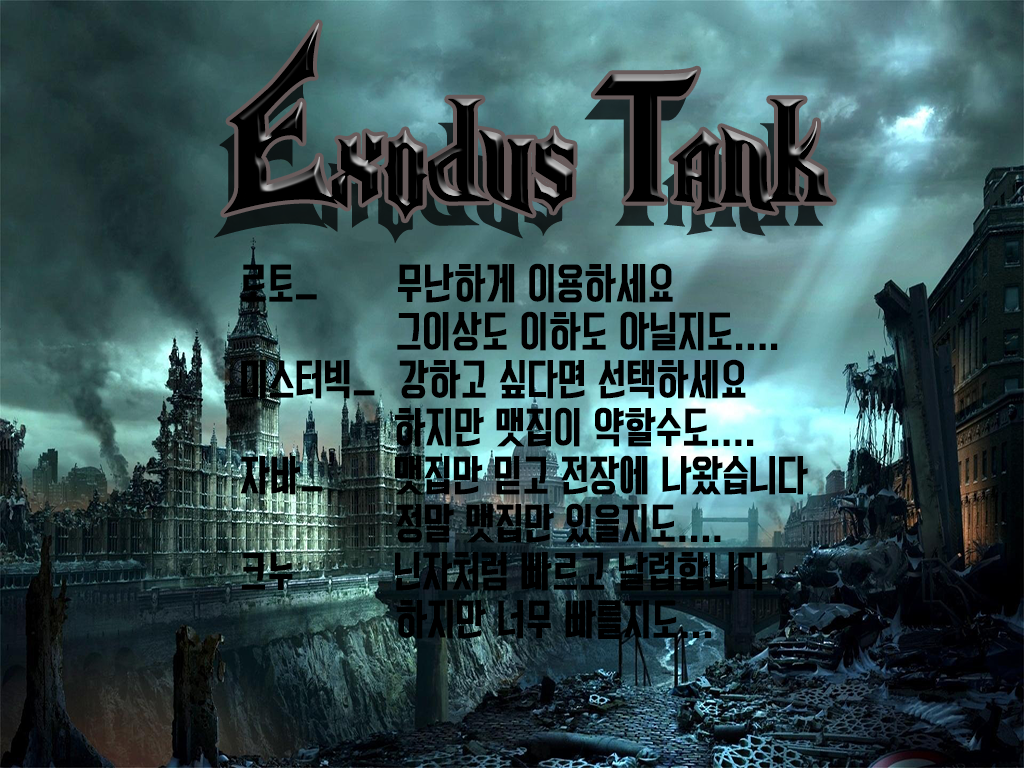 Exodus Tank
로토_ 무난하게 이용하세요
그이상도 이하도 아닐지도....
미스터빅_ 강하고 싶다면 선택하세요
하지만 맷집이 약할수도....
쟈바_ 맷집만 믿고 전장에 나왔습니다
정말 맷집만 있을지도....
크누_ 닌자처럼 빠르고 날렵합니다
하지만 너무 빠를지도...